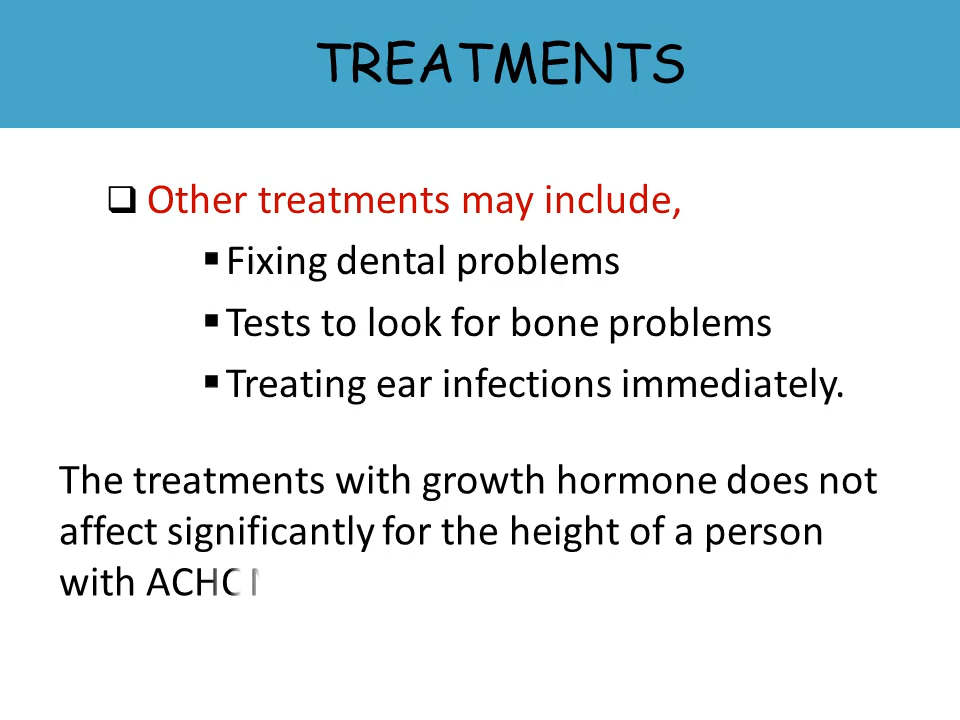 TREATMENTS
Other treatments may include,
Fixing dental problems
Tests to look for bone problems
Treating ear infections immediately.
The treatments with growth hormone does not
affect significantly for the height of a person
with